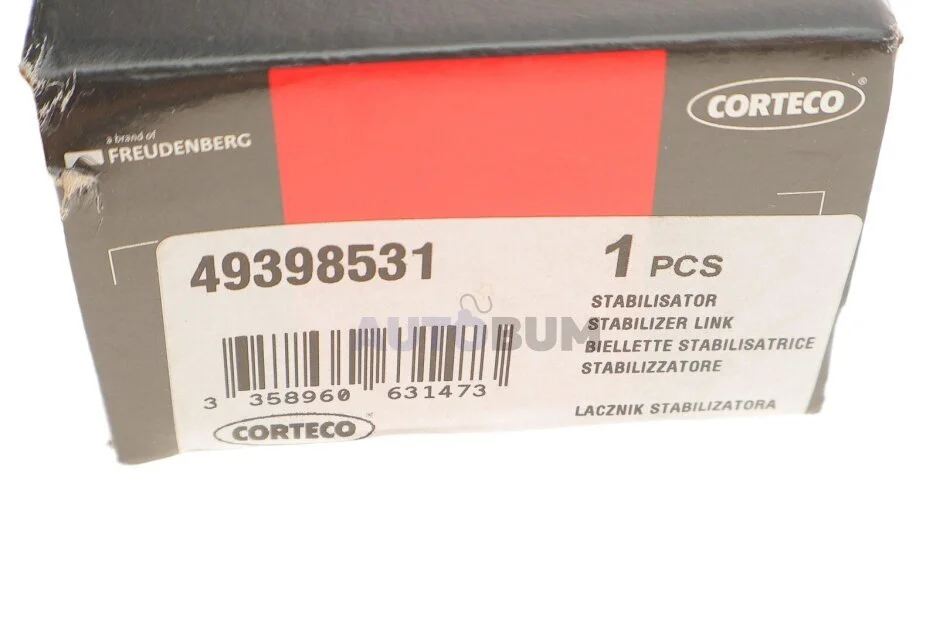 a brand of
FREUDENBERG
CORTECO®
49398531
1 PCS
STABILISATOR
STABILIZER LINK
BIELLETTE STABILISATRICE
STABILIZZATORE
LACZNIK STABILIZATORA
AUTOBUM
3 358960 631473
CORTECO